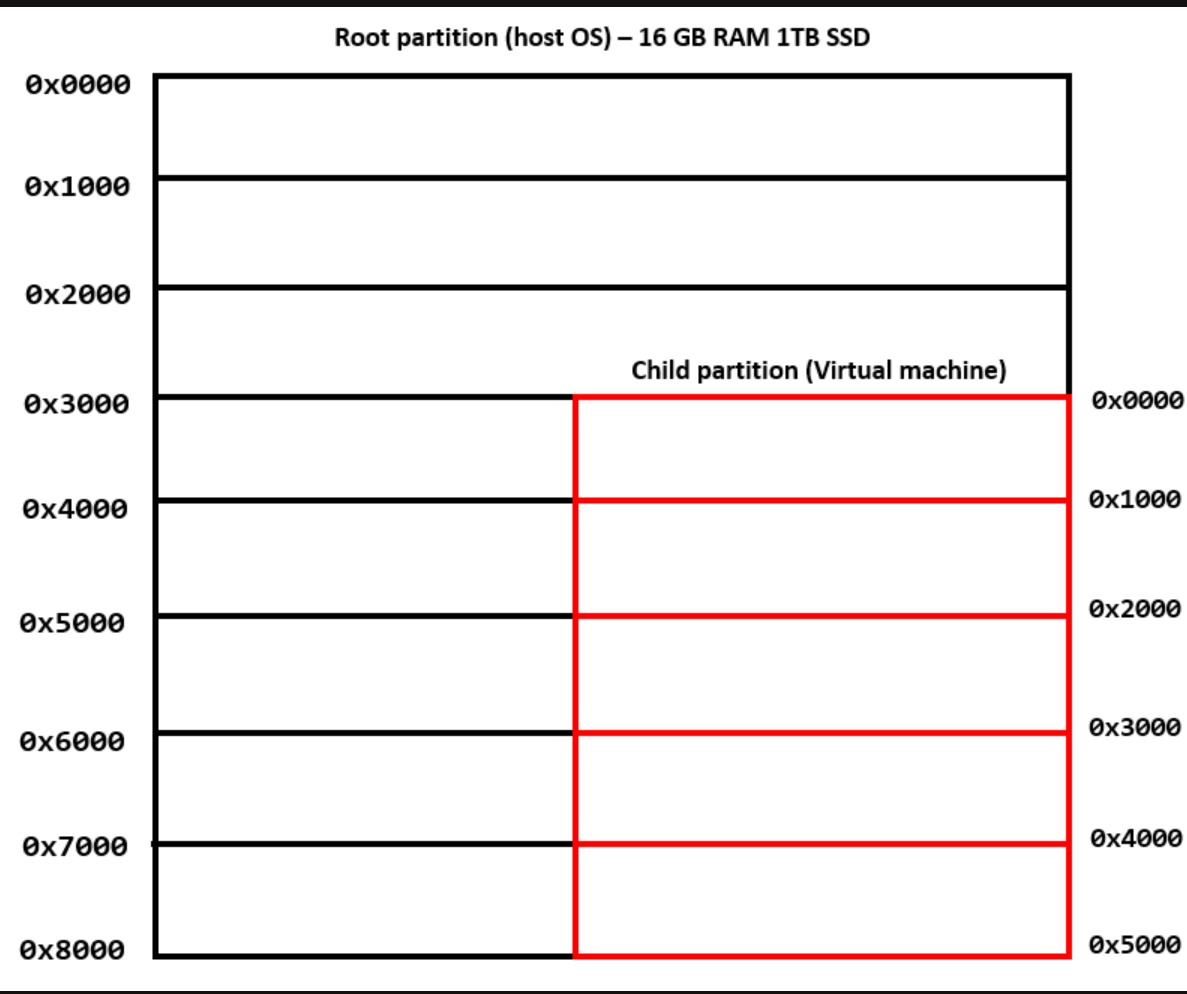 Root partition (host OS) – 16 GB RAM 1TB SSD
0x0000
0x1000
0x2000
Child partition (Virtual machine)
0x3000 0x0000
0x4000 0x1000
0x5000 0x2000
0x6000 0x3000
0x7000 0x4000
0x8000 0x5000